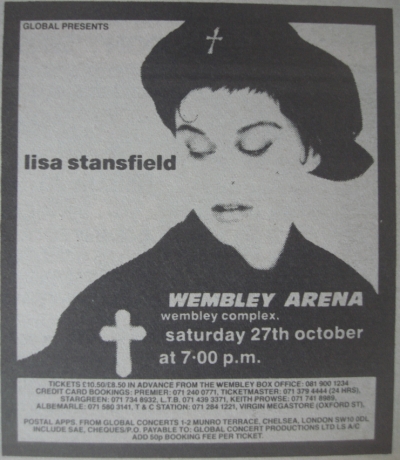 GLOBAL PRESENTS
lisa stansfield
WEMBLEY ARENA
wembley complex.
saturday 27th october
at 7·00 p.m.
TICKETS £10.50/£8.50 IN ADVANCE FROM THE WEMBLEY BOX OFFICE: 081 900 1234
CREDIT CARD BOOKINGS: PREMIER: 071 240 0771, TICKETMASTER: 071 379 4444 (24 HRS),
STARGREEN: 071 734 8932, L.T.B. 071 439 3371, KEITH PROWSE: 071 741 8989,
ALBEMARLE: 071 580 3141, T & C STATION: 071 284 1221, VIRGIN MEGASTORE (OXFORD ST),
POSTAL APPS. FROM GLOBAL CONCERTS 1-2 MUNRO TERRACE, CHELSEA, LONDON SW10 0DL
INCLUDE SAE, CHEQUES/P.O. PAYABLE TO: GLOBAL CONCERT PRODUCTIONS LTD LS A/C
ADD 50p BOOKING FEE PER TICKET